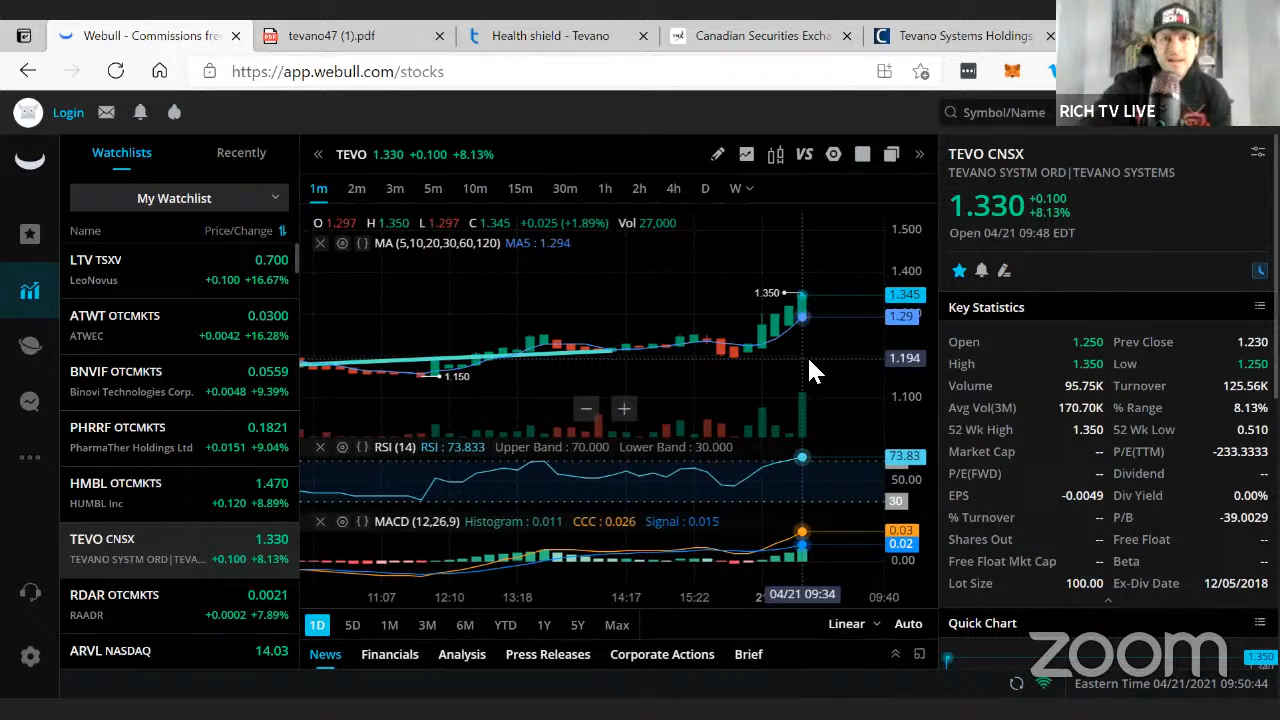 Webull - Commissions fre
tevano47 (1).pdf
Health shield - Tevano
Canadian Securities Excha
Tevano Systems Holdings
https://app.webull.com/stocks
RICH TV LIVE
Login
Symbol/Name
Watchlists
Recently
My Watchlist
Name
Price/Change
LTV TSXV
0.700
LeoNovus
+0.100 +16.67%
ATWT OTCMKTS
0.0300
ATWEC
+0.0042 +16.28%
BNVIF OTCMKTS
0.0559
Binovi Technologies Corp.
+0.0048 +9.39%
PHRRF OTCMKTS
0.1821
PharmaTher Holdings Ltd
+0.0151 +9.04%
HMBL OTCMKTS
1.470
HUMBL Inc
+0.120 +8.89%
TEVO CNSX
1.330
TEVANO SYSTM ORD|TEVA...
+0.100 +8.13%
RDAR OTCMKTS
0.0021
RAADR
+0.0002 +7.89%
ARVL NASDAQ
14.03
TEVO 1.330 +0.100 +8.13%
VS
1m 2m 3m 5m 10m 15m 30m 1h 2h 4h D W
O 1.297 H 1.350 L 1.297 C 1.345 +0.025 (+1.89%) Vol 27,000
MA (5,10,20,30,60,120) MA5 : 1.294
1.500
1.400
1.350
1.345
1.29
1.194
1.150
1.100
RSI (14) RSI : 73.833 Upper Band : 70.000 Lower Band : 30.000
73.83
50.00
30
MACD (12,26,9) Histogram : 0.011 CCC : 0.026 Signal : 0.015
0.03
0.02
0.00
11:07 12:10 13:18 14:17 15:22 2 04/21 09:34 09:40
1D 5D 1M 3M 6M YTD 1Y 5Y Max
Linear Auto
News Financials Analysis Press Releases Corporate Actions Brief
TEVO CNSX
TEVANO SYSTM ORD|TEVANO SYSTEMS
1.330 +0.100
+8.13%
Open 04/21 09:48 EDT
Key Statistics
Open 1.250 Prev Close 1.230
High 1.350 Low 1.250
Volume 95.75K Turnover 125.56K
Avg Vol(3M) 170.70K % Range 8.13%
52 Wk High 1.350 52 Wk Low 0.510
Market Cap -- P/E(TTM) -233.3333
P/E(FWD) -- Dividend --
EPS -0.0049 Div Yield 0.00%
% Turnover -- P/B -39.0029
Shares Out -- Free Float --
Free Float Mkt Cap -- Beta --
Lot Size 100.00 Ex-Div Date 12/05/2018
Quick Chart
1.350
zoom
Eastern Time 04/21/2021 09:50:44